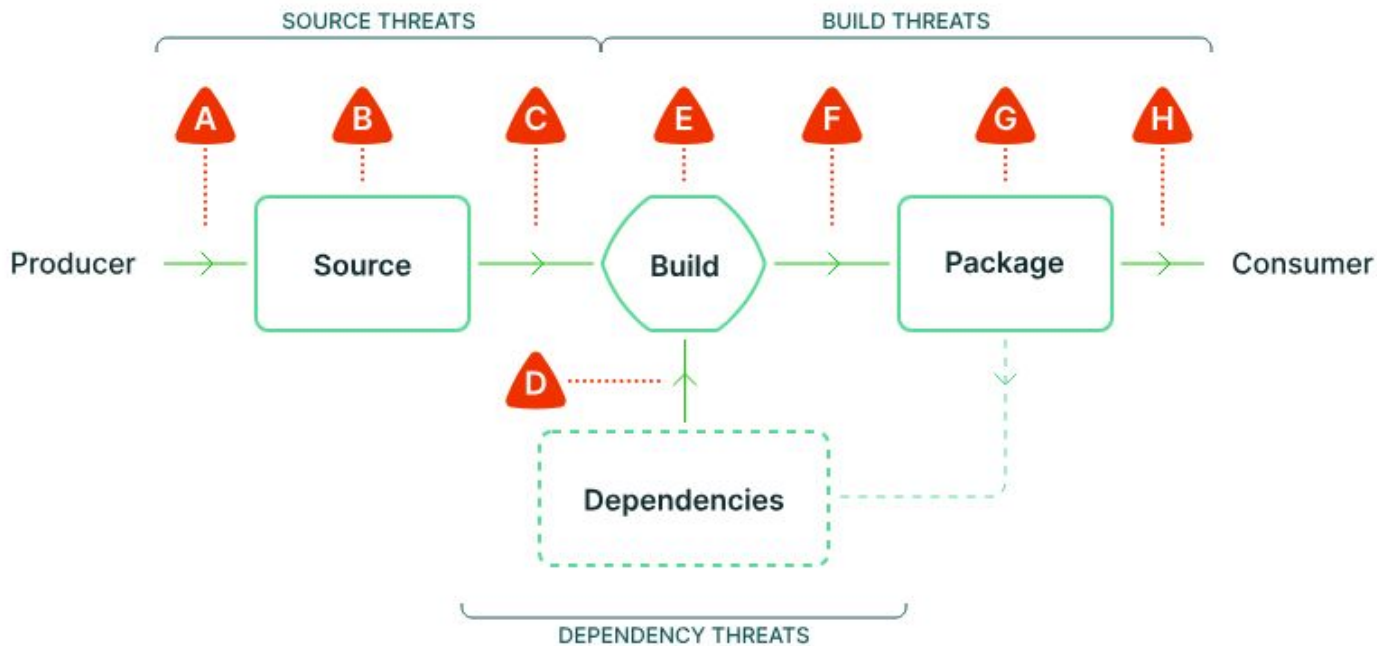 SOURCE THREATS
BUILD THREATS
A
B
C
E
F
G
H
Producer
Source
Build
Package
Consumer
D
Dependencies
DEPENDENCY THREATS